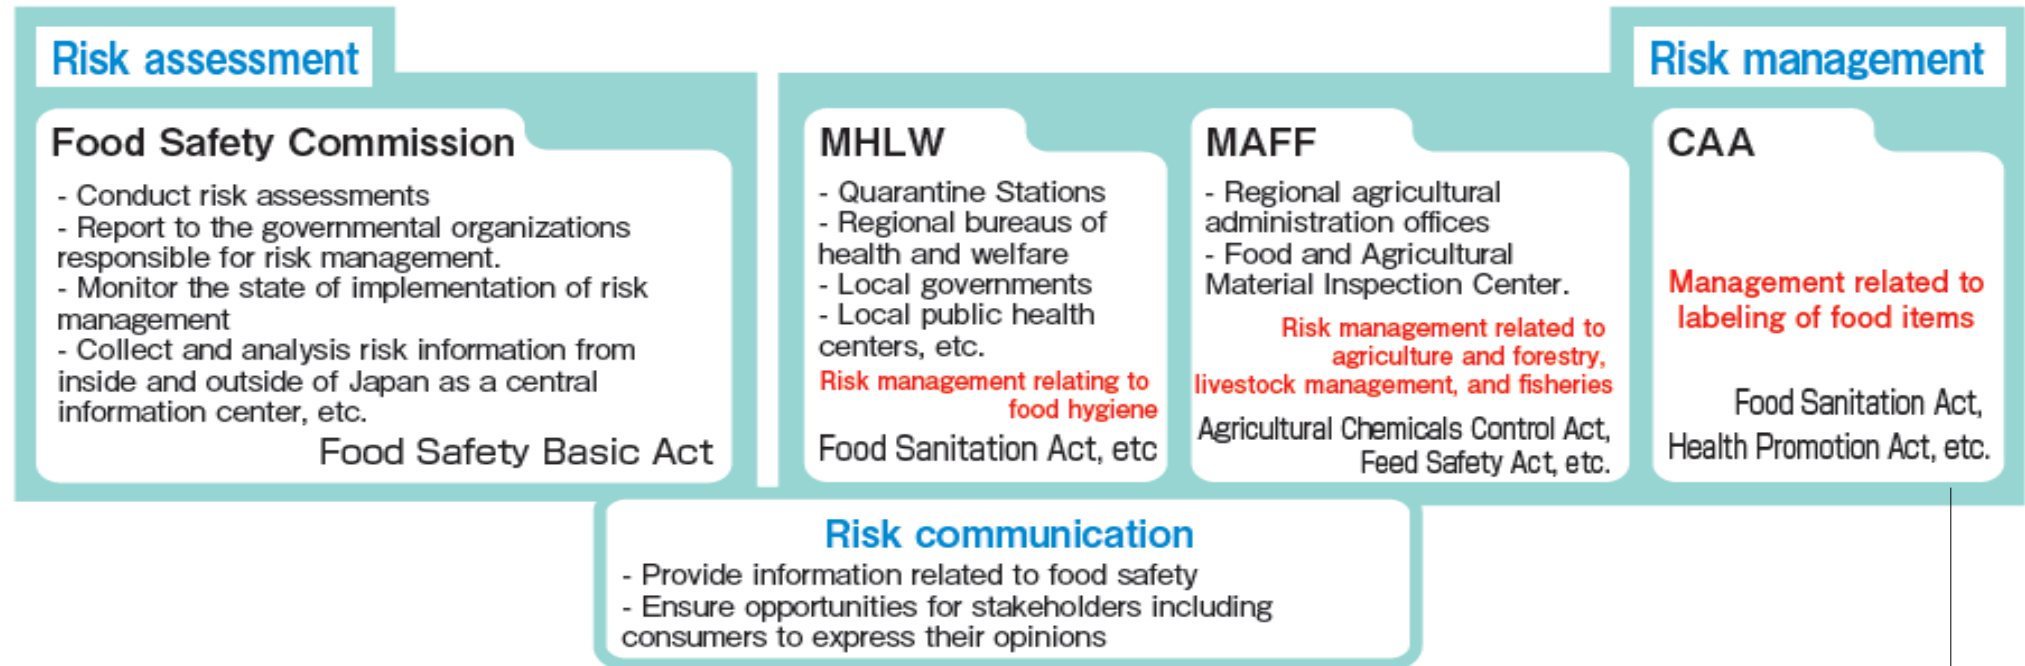 Risk assessment
Food Safety Commission
- Conduct risk assessments
- Report to the governmental organizations
responsible for risk management.
- Monitor the state of implementation of risk
management
- Collect and analysis risk information from
inside and outside of Japan as a central
information center, etc.
Food Safety Basic Act
Risk management
MHLW
- Quarantine Stations
- Regional bureaus of
health and welfare
- Local governments
- Local public health
centers, etc.
Risk management relating to
food hygiene
Food Sanitation Act, etc
MAFF
- Regional agricultural
administration offices
- Food and Agricultural
Material Inspection Center.
Risk management related to
agriculture and forestry,
livestock management, and fisheries
Agricultural Chemicals Control Act,
Feed Safety Act, etc.
CAA
Management related to
labeling of food items
Food Sanitation Act,
Health Promotion Act, etc.
Risk communication
- Provide information related to food safety
- Ensure opportunities for stakeholders including
consumers to express their opinions